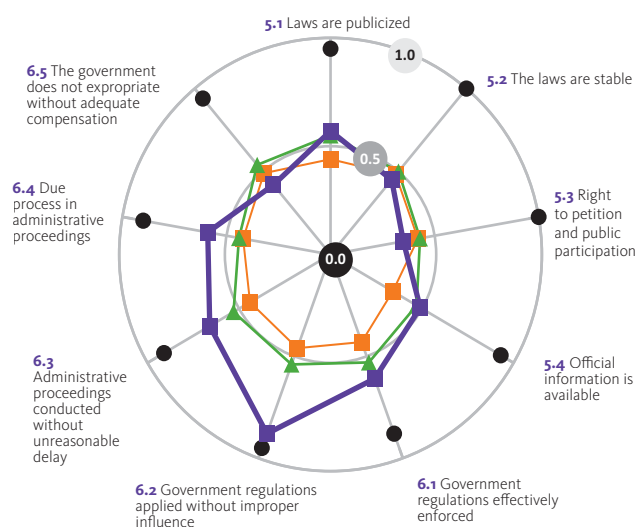 5.1 Laws are publicized
1.0
6.5 The government
does not expropriate
without adequate
compensation
5.2 The laws are stable
0.5
6.4 Due
process in
administrative
proceedings
5.3 Right
to petition
and public
participation
0.0
6.3
Administrative
proceedings
conducted
without
unreasonable
delay
5.4 Official
information is
available
6.2 Government regulations
applied without improper
influence
6.1 Government
regulations effectively
enforced